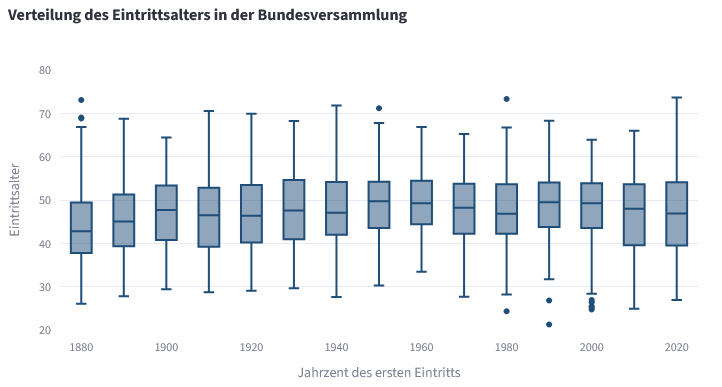 Verteilung des Eintrittsalters in der Bundesversammlung
80
70
60
50
40
30
20
Eintrittsalter
1880 1900 1920 1940 1960 1980 2000 2020
Jahrzent des ersten Eintritts